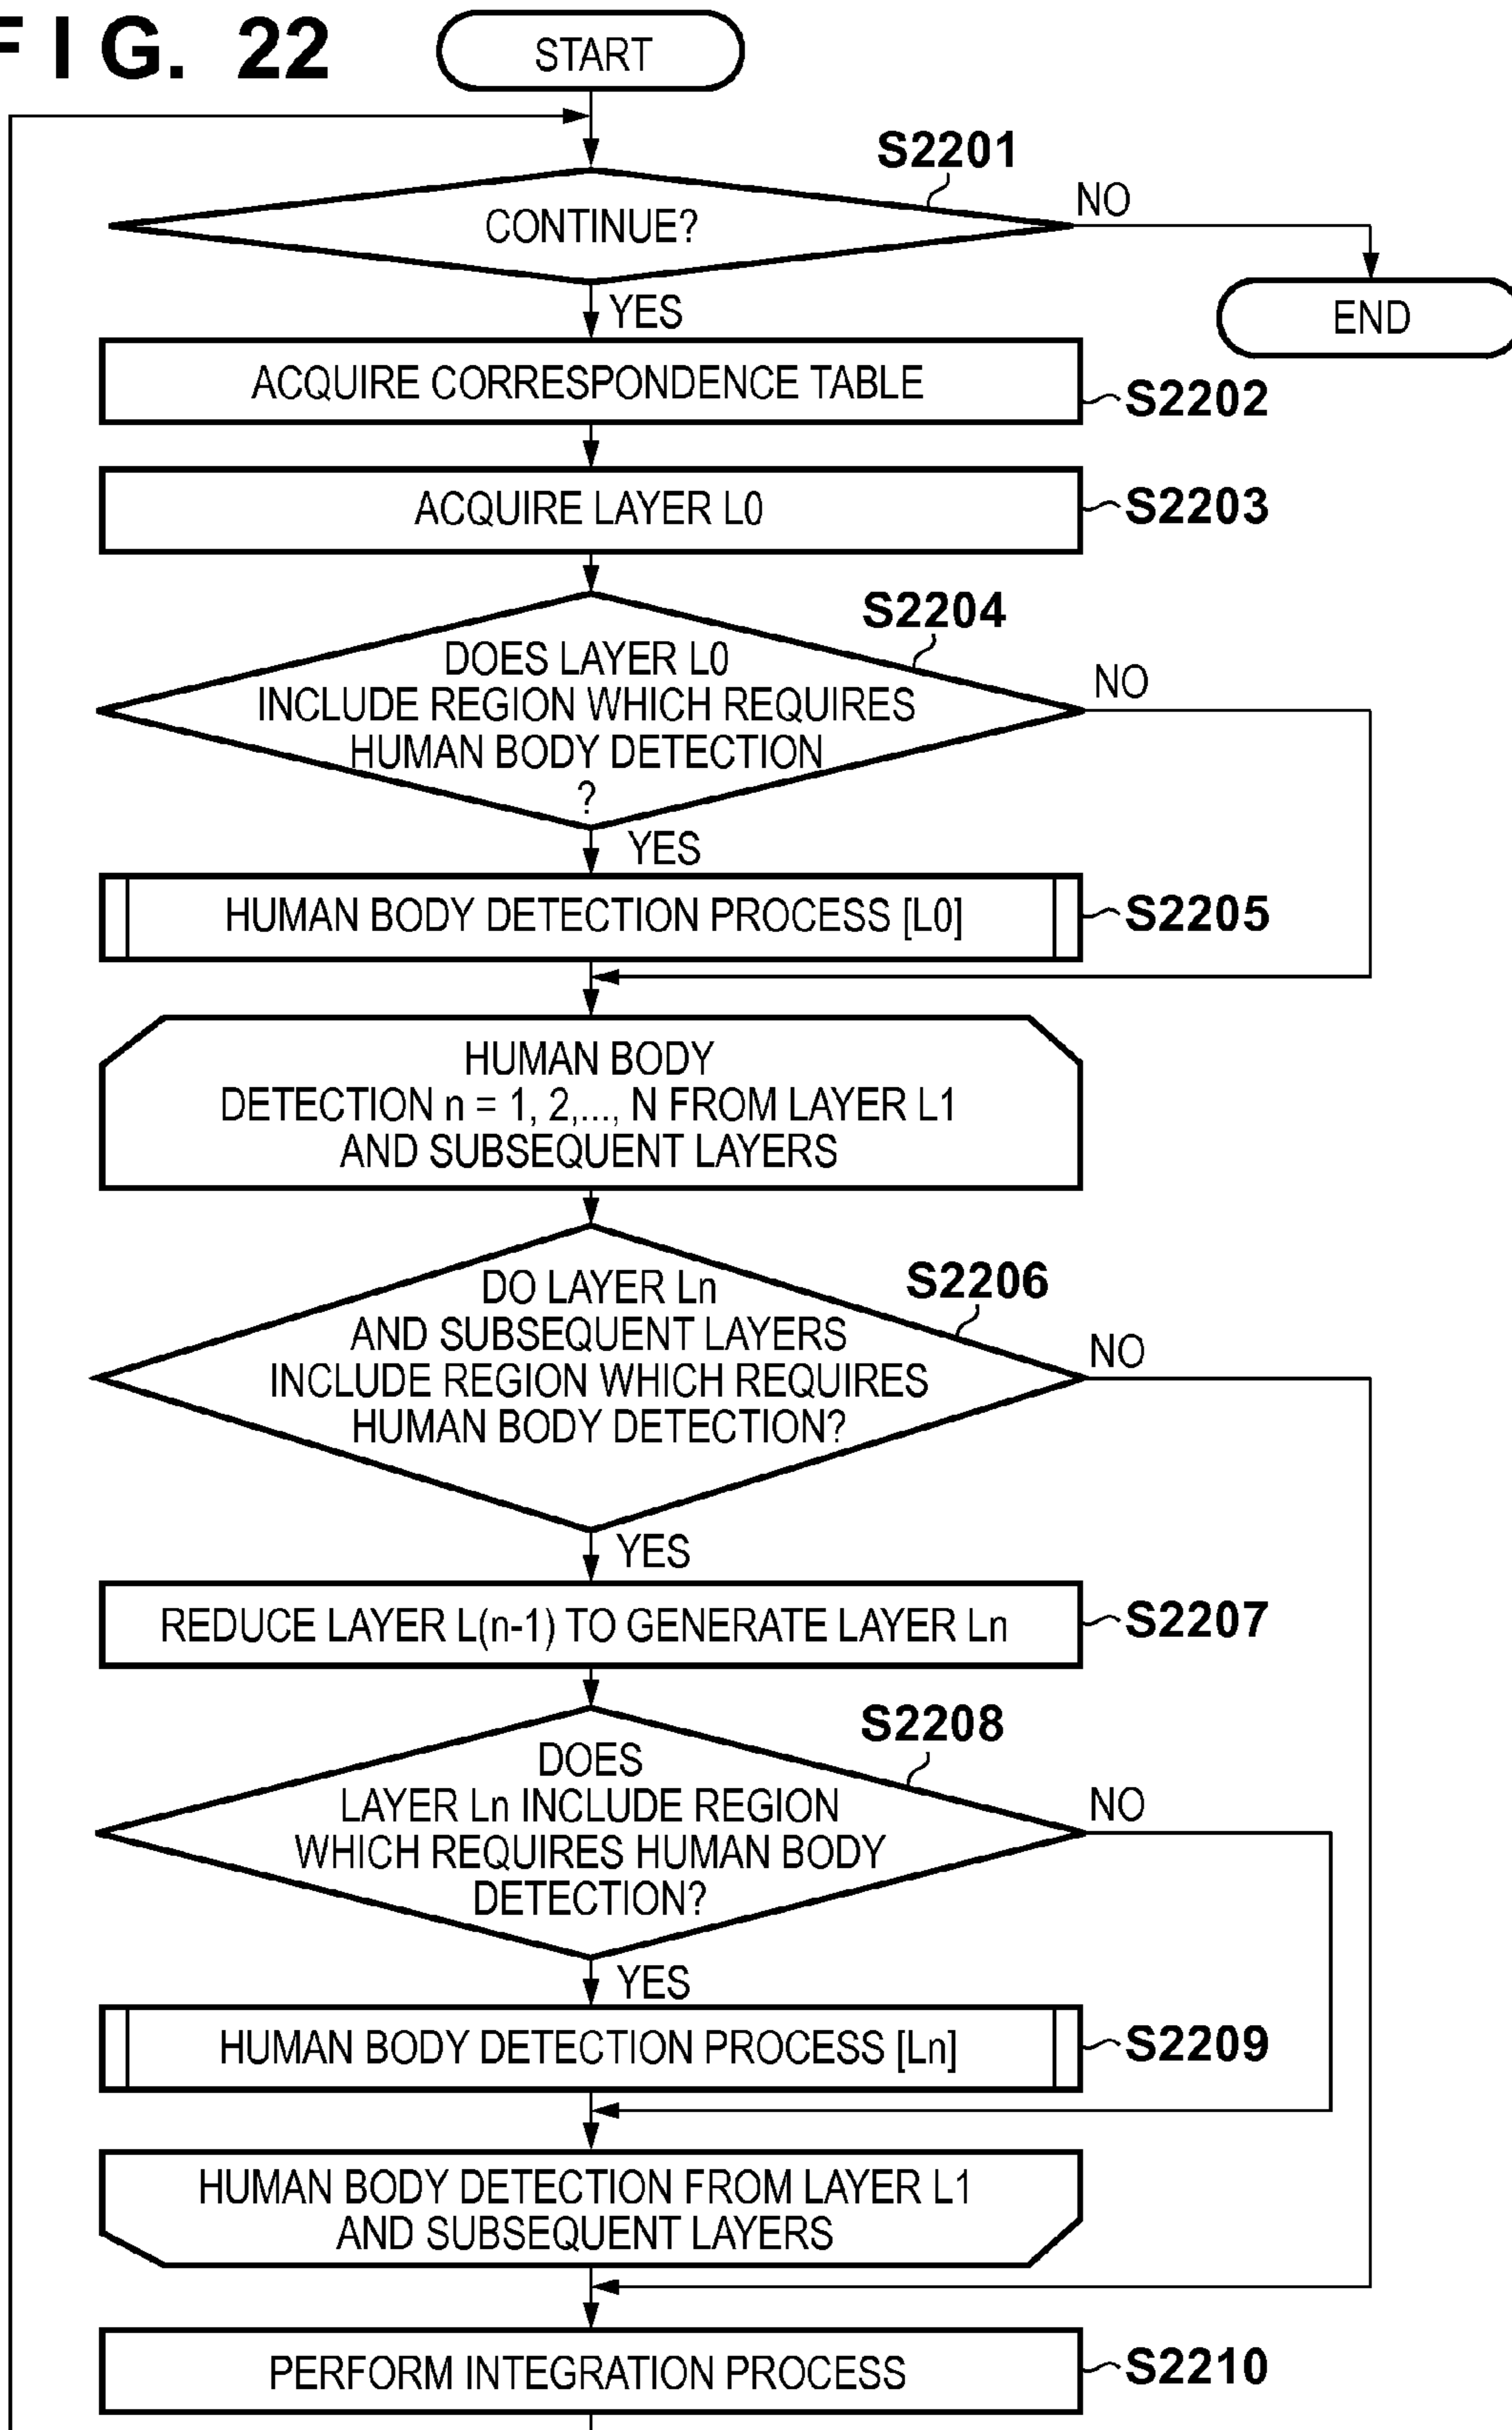 FIG. 22
START
S2201
CONTINUE?
NO
END
YES
ACQUIRE CORRESPONDENCE TABLE
S2202
ACQUIRE LAYER L0
S2203
S2204
DOES LAYER L0
INCLUDE REGION WHICH REQUIRES
HUMAN BODY DETECTION
?
NO
YES
HUMAN BODY DETECTION PROCESS [L0]
S2205
HUMAN BODY
DETECTION n = 1, 2,..., N FROM LAYER L1
AND SUBSEQUENT LAYERS
S2206
DO LAYER Ln
AND SUBSEQUENT LAYERS
INCLUDE REGION WHICH REQUIRES
HUMAN BODY DETECTION?
NO
YES
REDUCE LAYER L(n-1) TO GENERATE LAYER Ln
S2207
S2208
DOES
LAYER Ln INCLUDE REGION
WHICH REQUIRES HUMAN BODY
DETECTION?
NO
YES
HUMAN BODY DETECTION PROCESS [Ln]
S2209
HUMAN BODY DETECTION FROM LAYER L1
AND SUBSEQUENT LAYERS
PERFORM INTEGRATION PROCESS
S2210